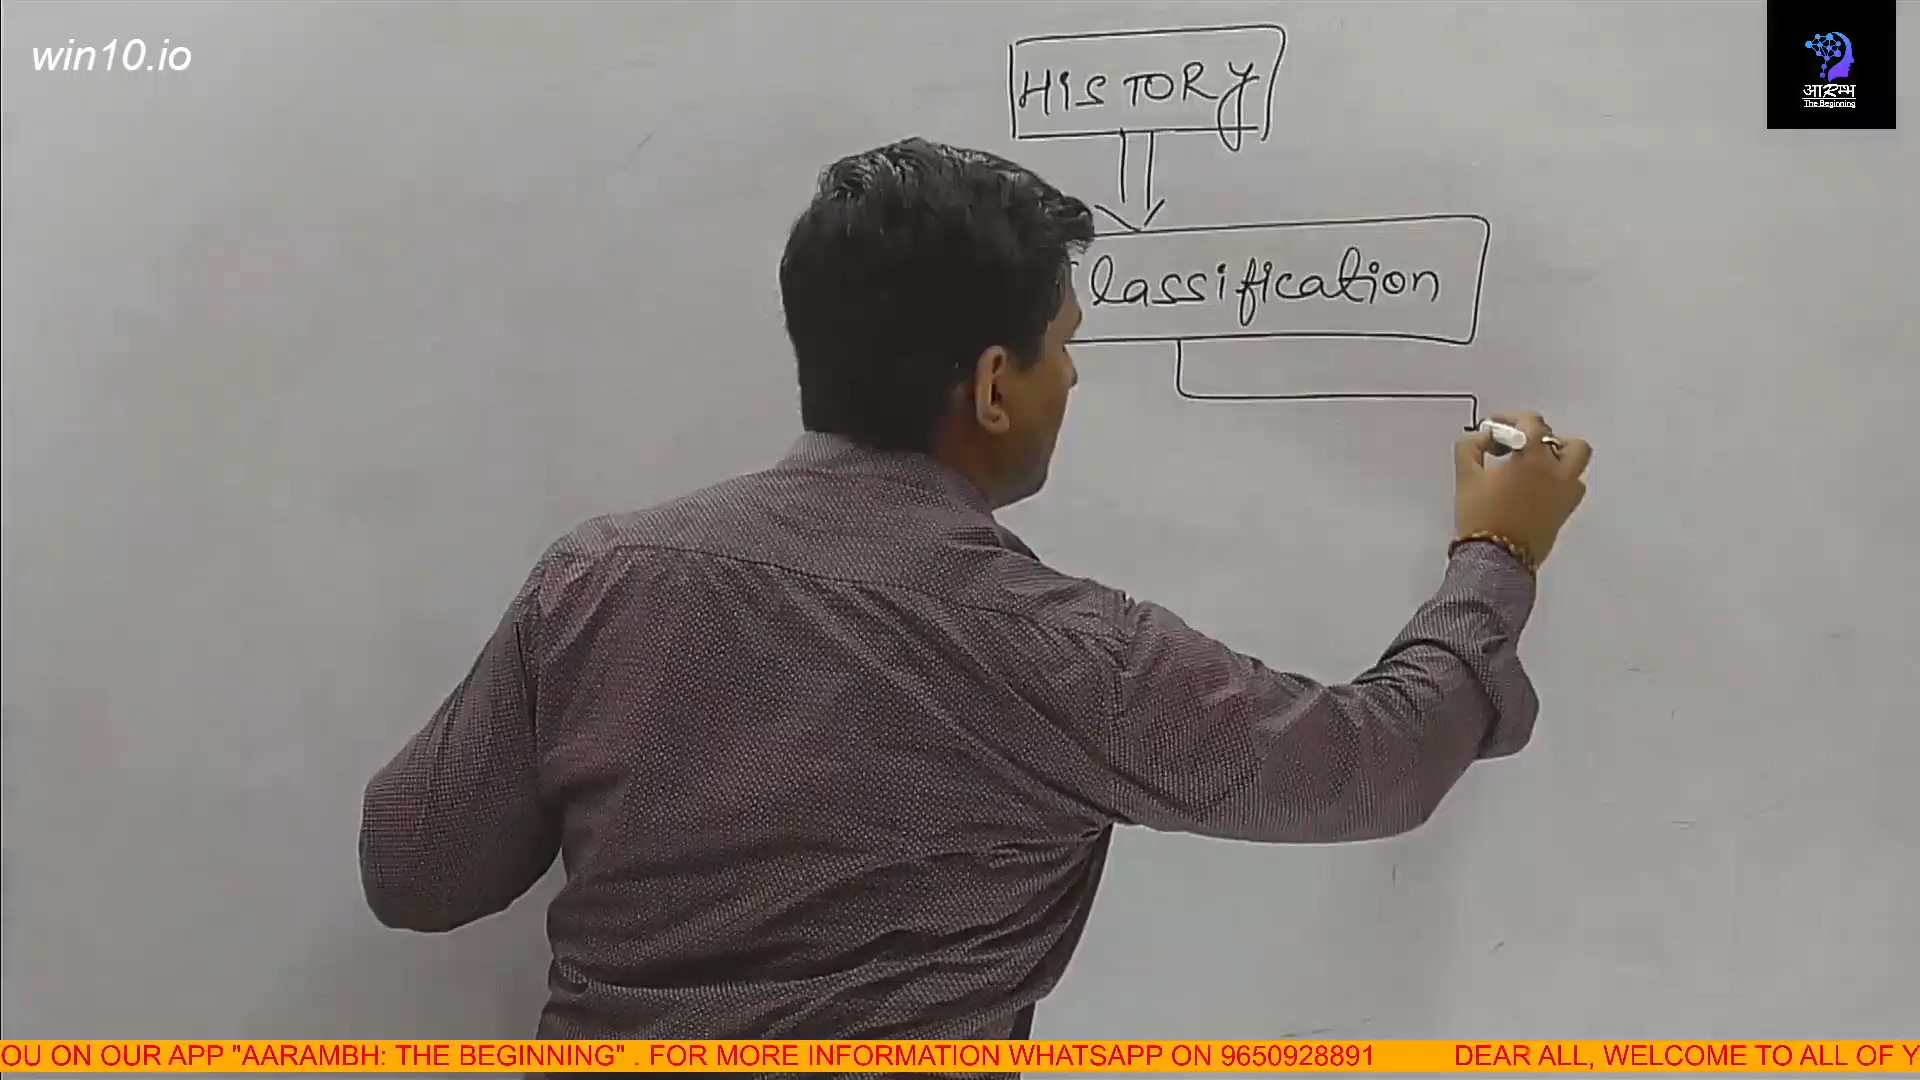 win10.io
HISTORY
Classification
आरम्भ
The Beginning
OU ON OUR APP "AARAMBH: THE BEGINNING" . FOR MORE INFORMATION WHATSAPP ON 9650928891 DEAR ALL, WELCOME TO ALL OF Y